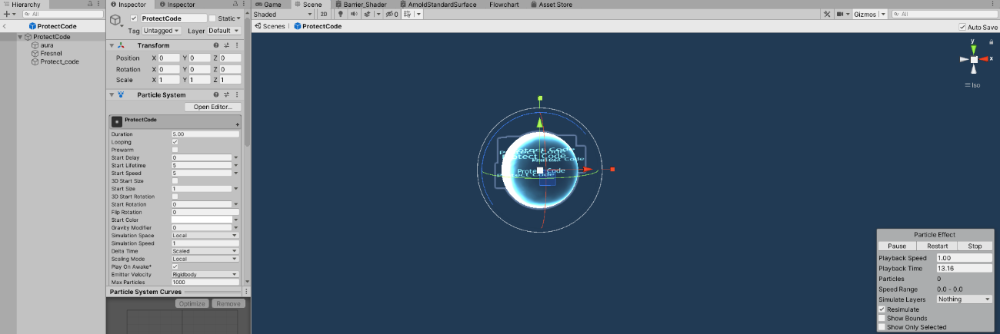 Hierarchy
All
ProtectCode
ProtectCode
aura
Fresnel
Protect_code
Inspector
Inspector
ProtectCode
Static
Tag Untagged Layer Default
Transform
Position X 0 Y 0 Z 0
Rotation X 0 Y 0 Z 0
Scale X 1 Y 1 Z 1
Particle System
Open Editor...
ProtectCode
Duration 5.00
Looping
Prewarm
Start Delay 0
Start Lifetime 5
Start Speed 5
3D Start Size
Start Size 1
3D Start Rotation
Start Rotation 0
Flip Rotation 0
Start Color
Gravity Modifier 0
Simulation Space Local
Simulation Speed 1
Delta Time Scaled
Scaling Mode Local
Play On Awake*
Emitter Velocity Rigidbody
Max Particles 1000
Particle System Curves
Optimize Remove
Game Scene Barrier_Shader ArnoldStandardSurface Flowchart Asset Store
Shaded 2D 0 Gizmos All
Scenes ProtectCode Auto Save
y
x
Iso
Protect Code
Protect Code
Protect Code
Protect Code
Protect Code
Particle Effect
Pause Restart Stop
Playback Speed 1.00
Playback Time 13.16
Particles 0
Speed Range 0.0 - 0.0
Simulate Layers Nothing
Resimulate
Show Bounds
Show Only Selected